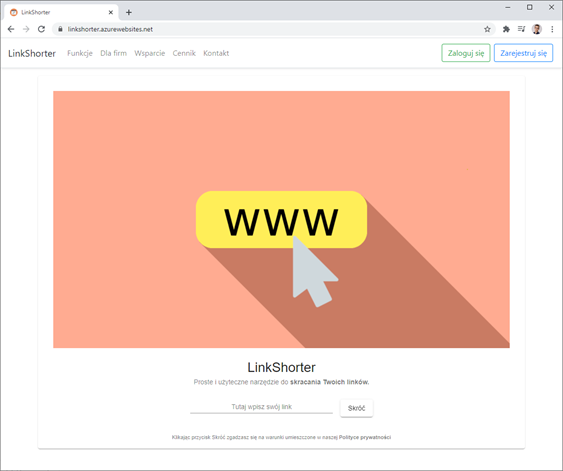 LinkShorter
linkshorter.azurewebsites.net
LinkShorter Funkcje Dla firm Wsparcie Cennik Kontakt Zaloguj się Zarejestruj się
WWW
LinkShorter
Proste i użyteczne narzędzie do skracania Twoich linków.
Tutaj wpisz swój link Skróć
Klikając przycisk Skróć zgadzasz się na warunki umieszczone w naszej Polityce prywatności